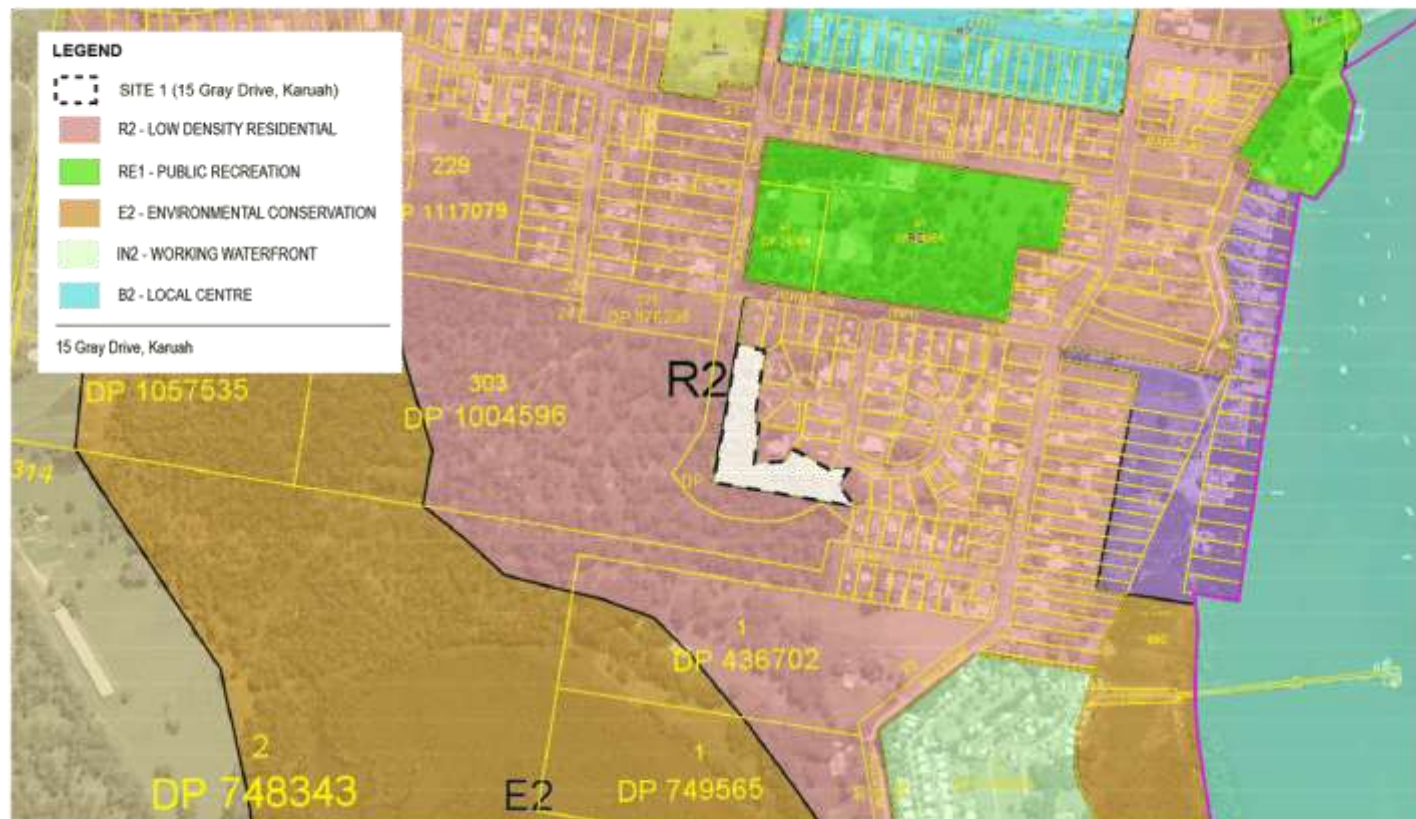 LEGEND
SITE 1 (15 Gray Drive, Karuah)
R2 - LOW DENSITY RESIDENTIAL
RE1 - PUBLIC RECREATION
E2 - ENVIRONMENTAL CONSERVATION
IN2 - WORKING WATERFRONT
B2 - LOCAL CENTRE
15 Gray Drive, Karuah
229
P 1117079
DP 1057535
303
DP 1004596
R2
314
DP
1
DP 436702
2
DP 748343
E2
1
DP 749565